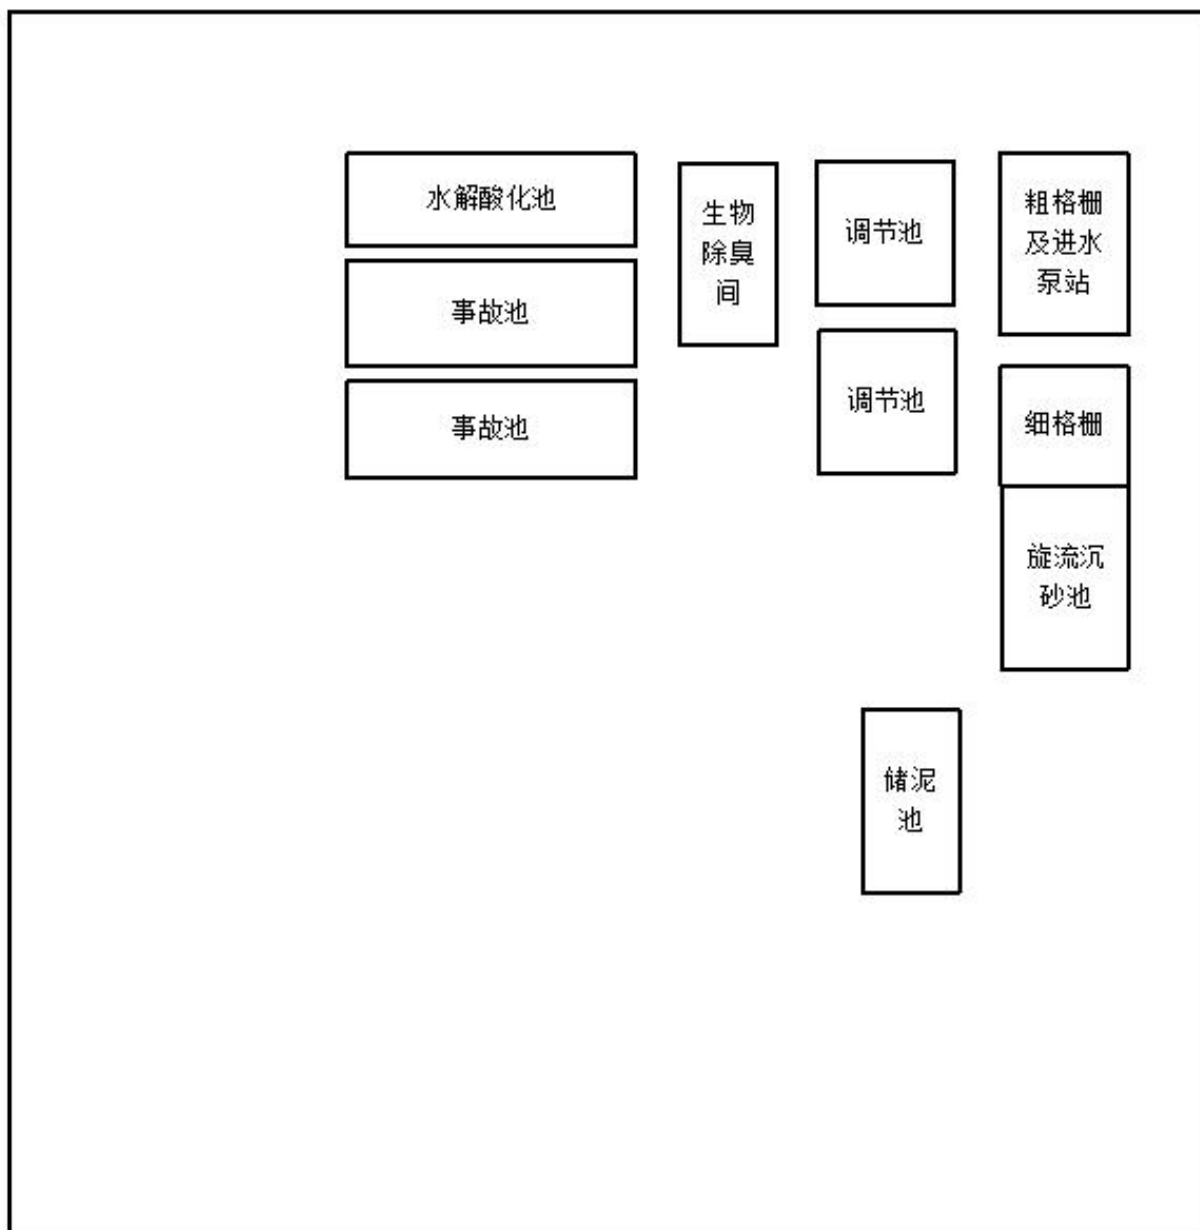 水解酸化池
事故池
事故池
生物
除臭
间
调节池
调节池
粗格栅
及进水
泵站
细格栅
旋流沉
砂池
储泥
池